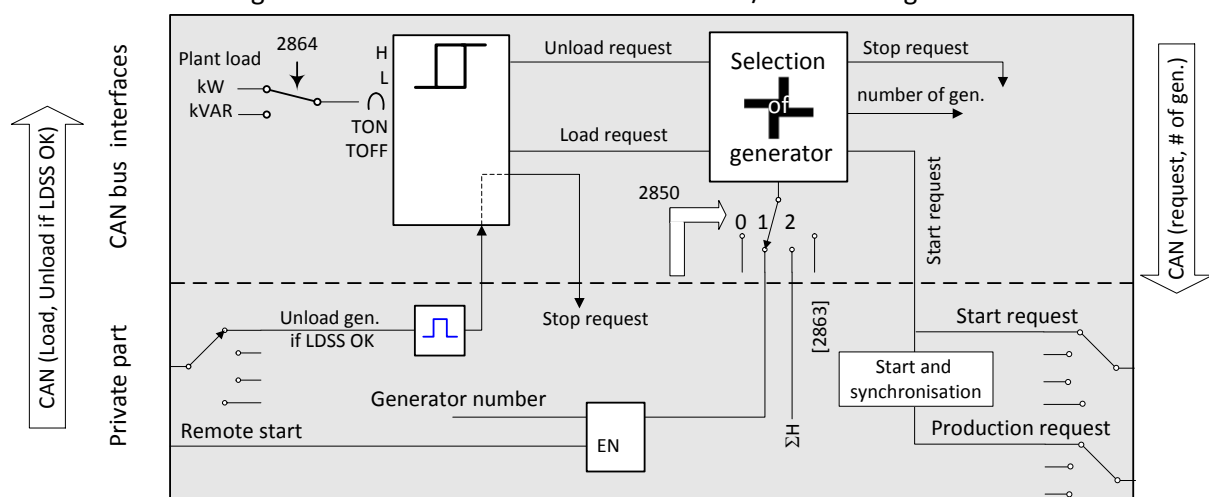 2864
Plant load
kW
kVAR
H
L
TON
TOFF
Unload request
Load request
Selection
of
generator
Stop request
number of gen.
2850
0 1 2
Start request
[2863]
ΣH
Unload gen.
if LDSS OK
Stop request
Start request
Start and
synchronisation
Generator number
EN
Remote start
Production request
CAN bus interfaces
Private part
CAN (Load, Unload if LDSS OK)
CAN (request, # of gen.)